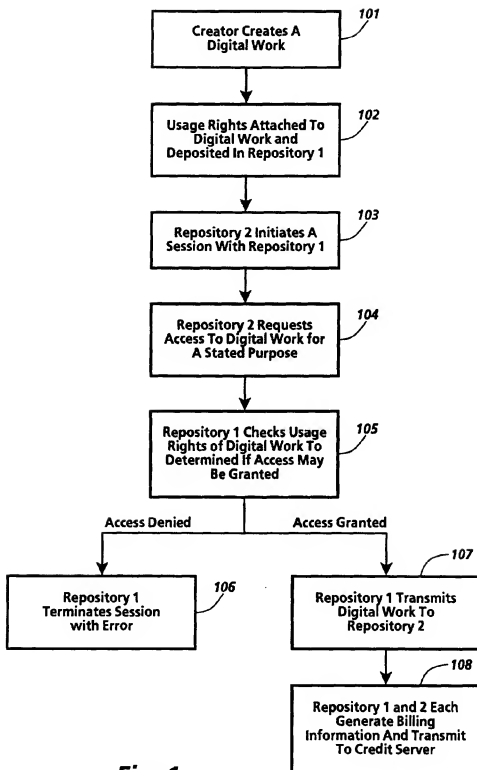 101
Creator Creates A
Digital Work
102
Usage Rights Attached To
Digital Work and
Deposited In Repository 1
103
Repository 2 Initiates A
Session With Repository 1
104
Repository 2 Requests
Access To Digital Work for
A Stated Purpose
105
Repository 1 Checks Usage
Rights of Digital Work To
Determined If Access May
Be Granted
Access Denied
Access Granted
106
Repository 1
Terminates Session
with Error
107
Repository 1 Transmits
Digital Work To
Repository 2
108
Repository 1 and 2 Each
Generate Billing
Information And Transmit
To Credit Server